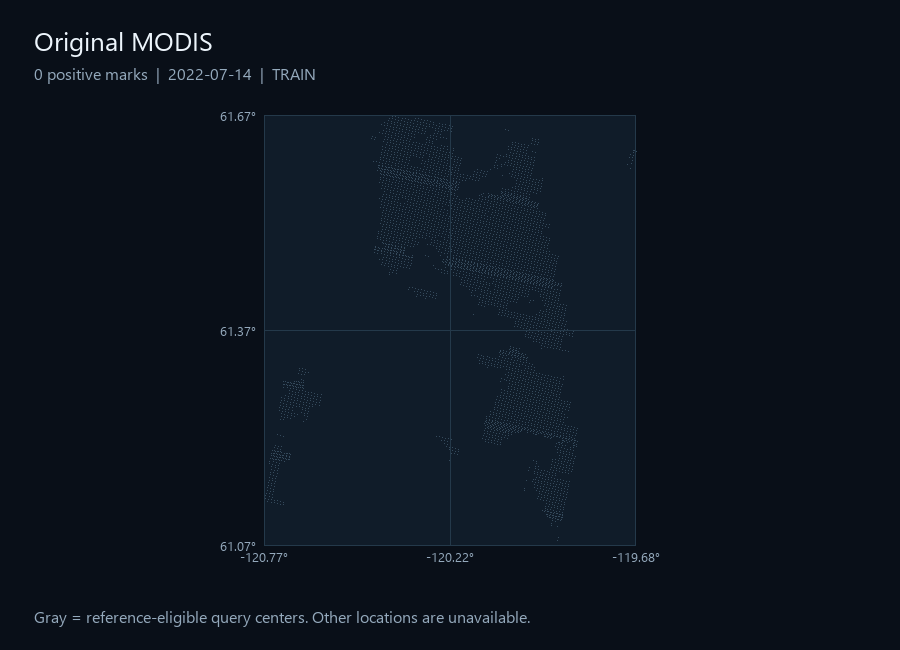 Original MODIS
0 positive marks | 2022-07-14 | TRAIN
61.67°
61.37°
61.07°
-120.77°
-120.22°
-119.68°
Gray = reference-eligible query centers. Other locations are unavailable.